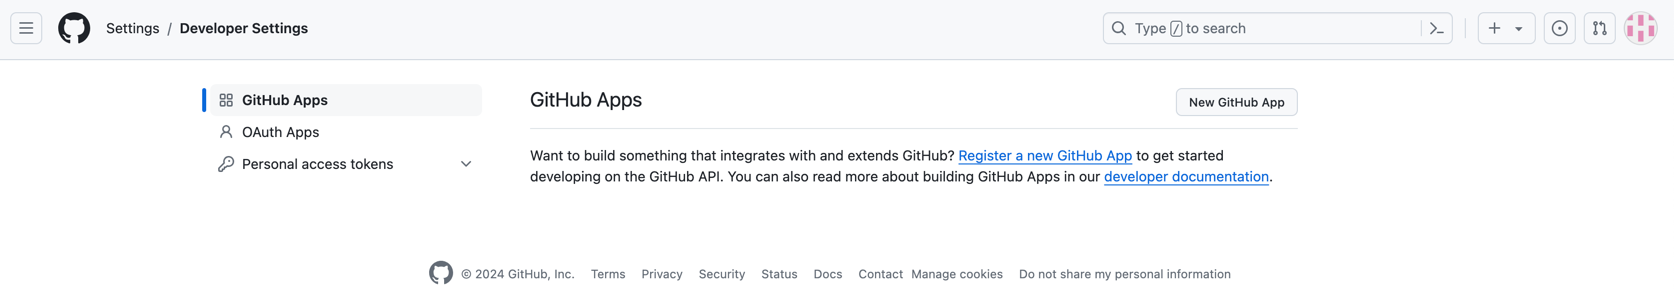 Settings / Developer Settings
Type / to search
GitHub Apps
OAuth Apps
Personal access tokens
GitHub Apps
New GitHub App
Want to build something that integrates with and extends GitHub? Register a new GitHub App to get started
developing on the GitHub API. You can also read more about building GitHub Apps in our developer documentation.
© 2024 GitHub, Inc. Terms Privacy Security Status Docs Contact Manage cookies Do not share my personal information